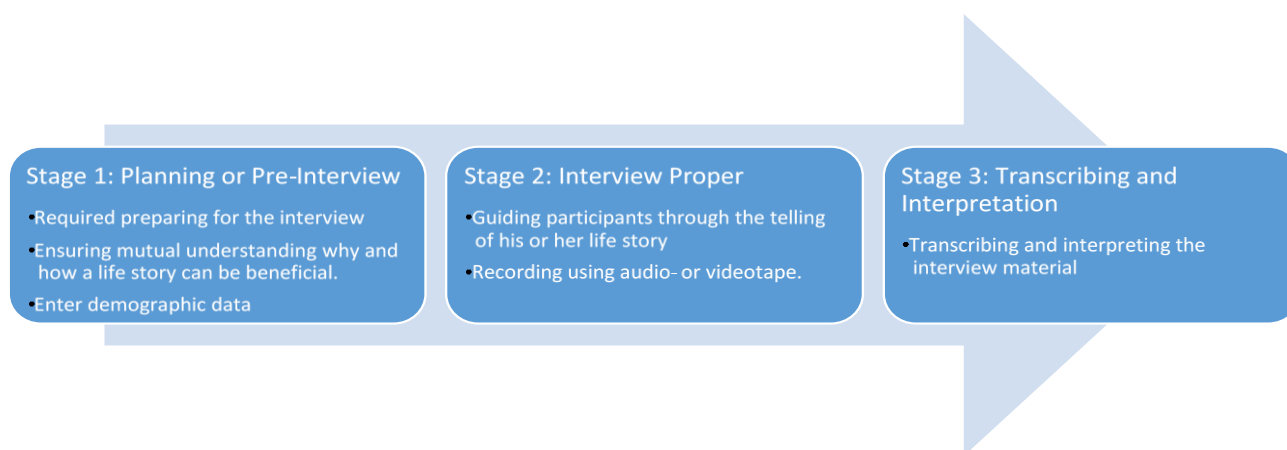 Stage 1: Planning or Pre-Interview
•Required preparing for the interview
•Ensuring mutual understanding why and
how a life story can be beneficial.
•Enter demographic data
Stage 2: Interview Proper
•Guiding participants through the telling
of his or her life story
•Recording using audio- or videotape.
Stage 3: Transcribing and
Interpretation
•Transcribing and interpreting the
interview material